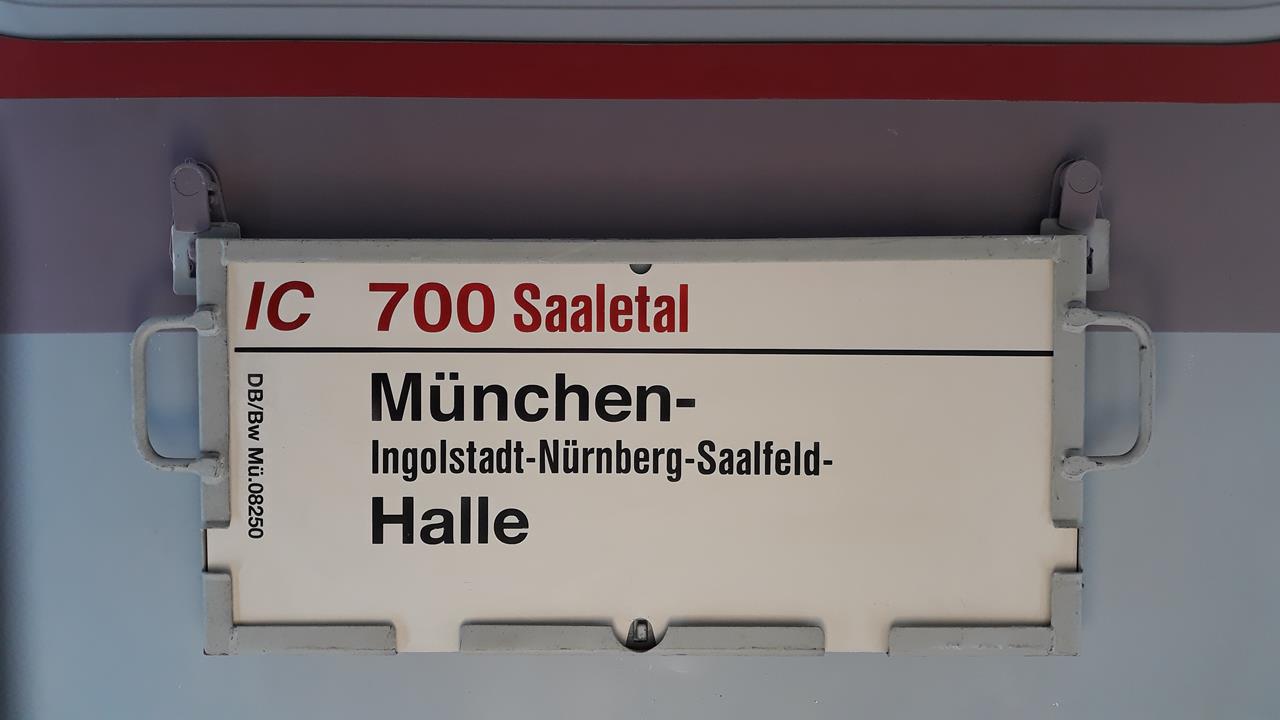 IC 700 Saaletal
München-
Ingolstadt-Nürnberg-Saalfeld-
Halle
DB/Bw Mü.08250